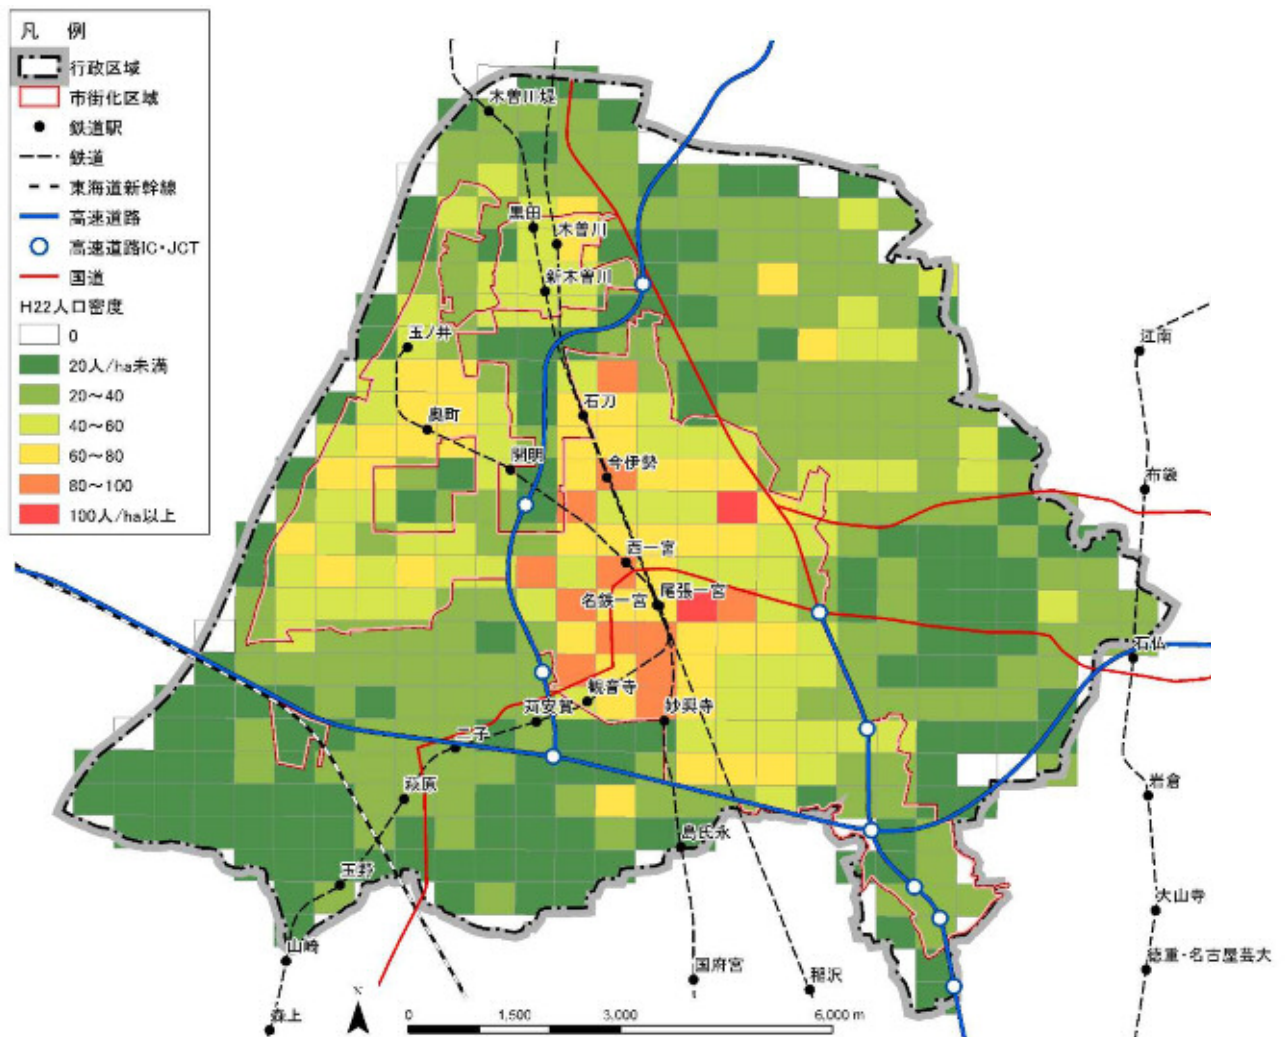 凡 例
行政区域
市街化区域
鉄道駅
鉄道
東海道新幹線
高速道路
高速道路IC・JCT
国道
H22人口密度
0
20人/ha未満
20~40
40~60
60~80
80~100
100人/ha以上
木曽川堤
黒田
木曽川
新木曽川
玉ノ井
江南
石刀
奥町
開明
今伊勢
布袋
西一宮
名鉄一宮
尾張一宮
石仏
観音寺
苅安賀
妙興寺
二子
萩原
岩倉
島氏永
玉野
大山寺
山崎
国府宮
稲沢
徳重・名古屋芸大
森上
N
0
1,500
3,000
6,000 m